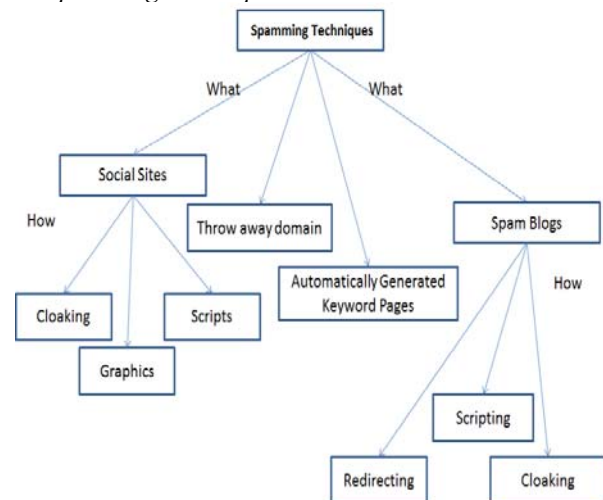 Spamming Techniques
What
What
Social Sites
How
Throw away domain
Spam Blogs
Automatically Generated
Keyword Pages
How
Cloaking
Scripts
Graphics
Scripting
Redirecting
Cloaking